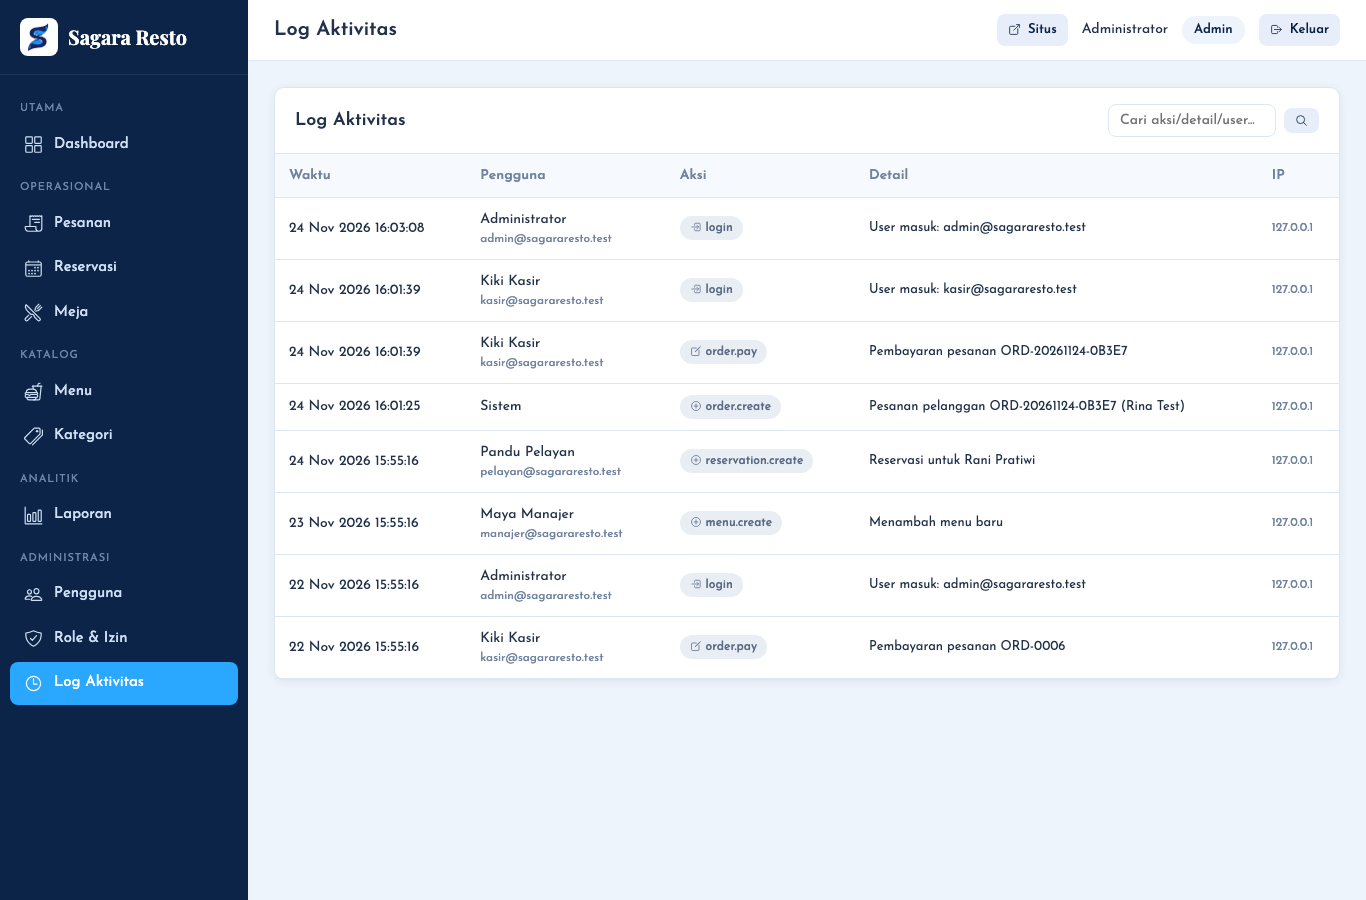 Sagara Resto
UTAMA
Dashboard
OPERASIONAL
Pesanan
Reservasi
Meja
KATALOG
Menu
Kategori
ANALITIK
Laporan
ADMINISTRASI
Pengguna
Role & Izin
Log Aktivitas
Log Aktivitas
Situs Administrator Admin Keluar
Log Aktivitas
Cari aksi/detail/user...
Waktu Pengguna Aksi Detail IP
24 Nov 2026 16:03:08 Administrator login User masuk: admin@sagararesto.test 127.0.0.1
admin@sagararesto.test
24 Nov 2026 16:01:39 Kiki Kasir login User masuk: kasir@sagararesto.test 127.0.0.1
kasir@sagararesto.test
24 Nov 2026 16:01:39 Kiki Kasir order.pay Pembayaran pesanan ORD-20261124-0B3E7 127.0.0.1
kasir@sagararesto.test
24 Nov 2026 16:01:25 Sistem order.create Pesanan pelanggan ORD-20261124-0B3E7 (Rina Test) 127.0.0.1
24 Nov 2026 15:55:16 Pandu Pelayan reservation.create Reservasi untuk Rani Pratiwi 127.0.0.1
pelayan@sagararesto.test
23 Nov 2026 15:55:16 Maya Manajer menu.create Menambah menu baru 127.0.0.1
manajer@sagararesto.test
22 Nov 2026 15:55:16 Administrator login User masuk: admin@sagararesto.test 127.0.0.1
admin@sagararesto.test
22 Nov 2026 15:55:16 Kiki Kasir order.pay Pembayaran pesanan ORD-0006 127.0.0.1
kasir@sagararesto.test